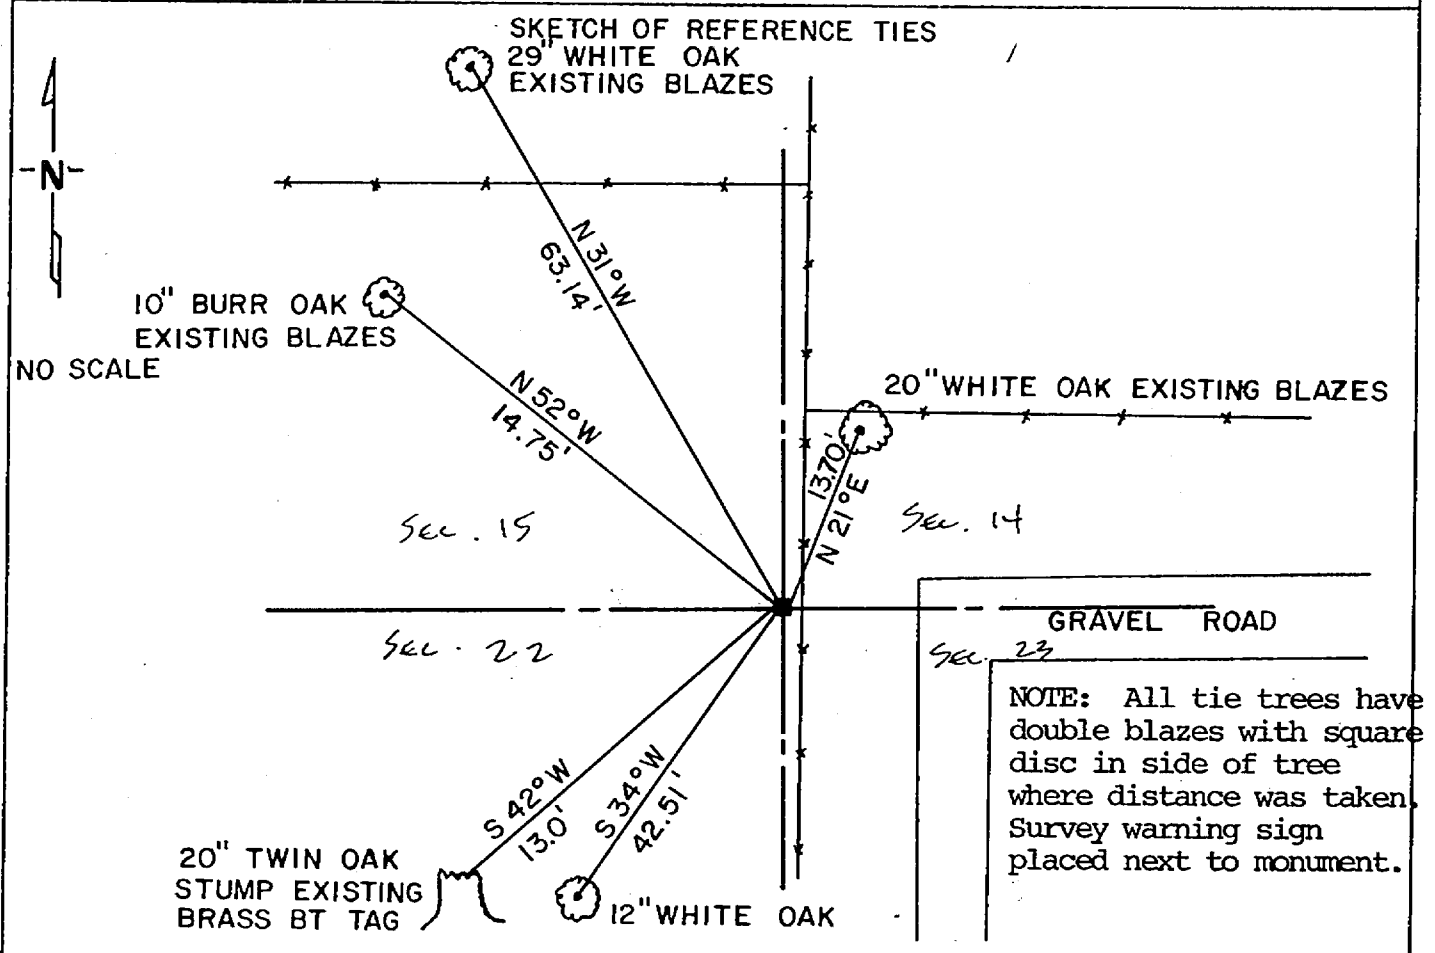 SKETCH OF REFERENCE TIES
29" WHITE OAK
EXISTING BLAZES
-N-
N 31° W
63.14'
10" BURR OAK
EXISTING BLAZES
NO SCALE
N 52° W
14.75'
20" WHITE OAK EXISTING BLAZES
13.70'
N 21° E
Sec. 15
Sec. 14
GRAVEL ROAD
Sec. 22
Sec. 23
NOTE: All tie trees have
double blazes with square
disc in side of tree
where distance was taken.
Survey warning sign
placed next to monument.
S 42° W
13.0'
S 34° W
42.51'
20" TWIN OAK
STUMP EXISTING
BRASS BT TAG
12" WHITE OAK